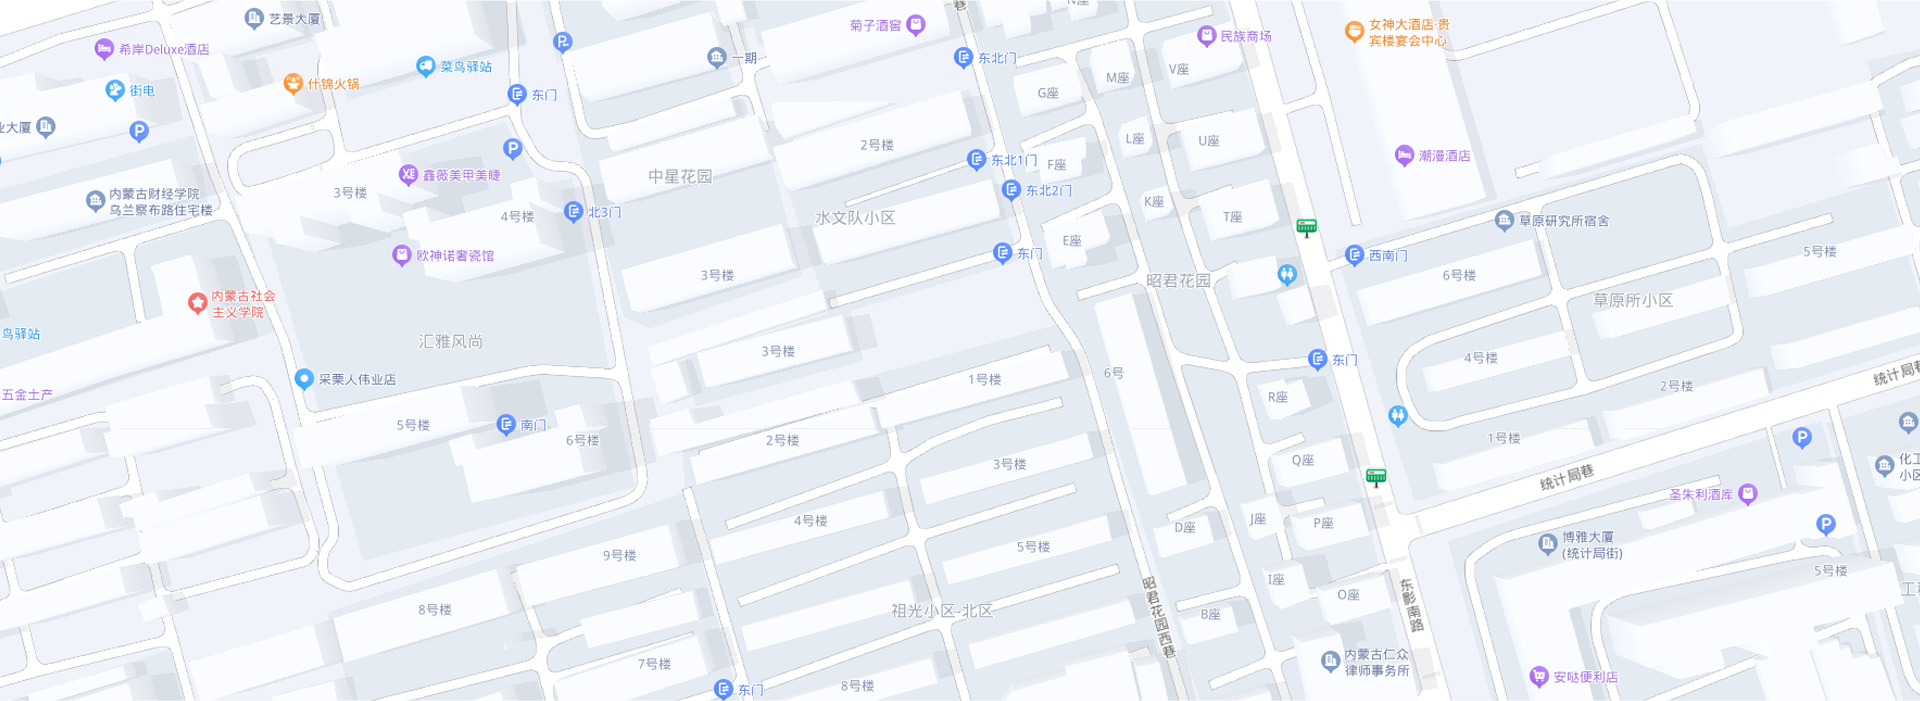 艺景大厦
希岸Deluxe酒店
菜鸟驿站
什锦火锅
街电
业大厦
P
P
东门
P
一期
菊子酒窖
东北门
N座
巷
民族商场
女神大酒店·贵
宾楼宴会中心
M座
V座
G座
L座
U座
潮漫酒店
2号楼
东北1门
F座
东北2门
K座
T座
E座
东门
中星花园
水文队小区
3号楼
鑫薇美甲美睫
4号楼
北3门
欧神诺奢瓷馆
内蒙古财经学院
乌兰察布路住宅楼
内蒙古社会
主义学院
鸟驿站
五金土产
汇雅风尚
采栗人伟业店
3号楼
3号楼
昭君花园
西南门
草原研究所宿舍
6号楼
5号楼
草原所小区
4号楼
2号楼
1号楼
统计局巷
统计局巷
东门
R座
6号
1号楼
2号楼
5号楼
南门
6号楼
3号楼
4号楼
5号楼
Q座
D座
J座
P座
I座
O座
B座
圣朱利酒库
P
P
化工
小区
博雅大厦
(统计局街)
5号楼
工程
9号楼
8号楼
7号楼
祖光小区-北区
8号楼
东门
昭君花园西巷
东影南路
内蒙古仁众
律师事务所
安哒便利店